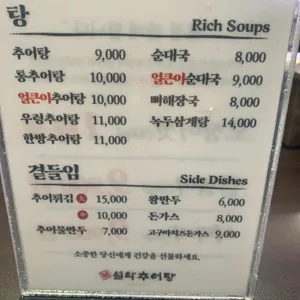 탕 Rich Soups
추어탕 9,000 순대국 8,000
통추어탕 10,000 얼큰이순대국 9,000
얼큰이추어탕 10,000 뼈해장국 8,000
우렁추어탕 11,000 녹두삼계탕 14,000
한방추어탕 11,000
곁들임 Side Dishes
추어튀김 大 15,000 왕만두 6,000
中 10,000 돈가스 8,000
추어물만두 7,000 고구마치즈돈가스 9,000
소중한 당신에게 건강을 선물하세요.
설악추어탕